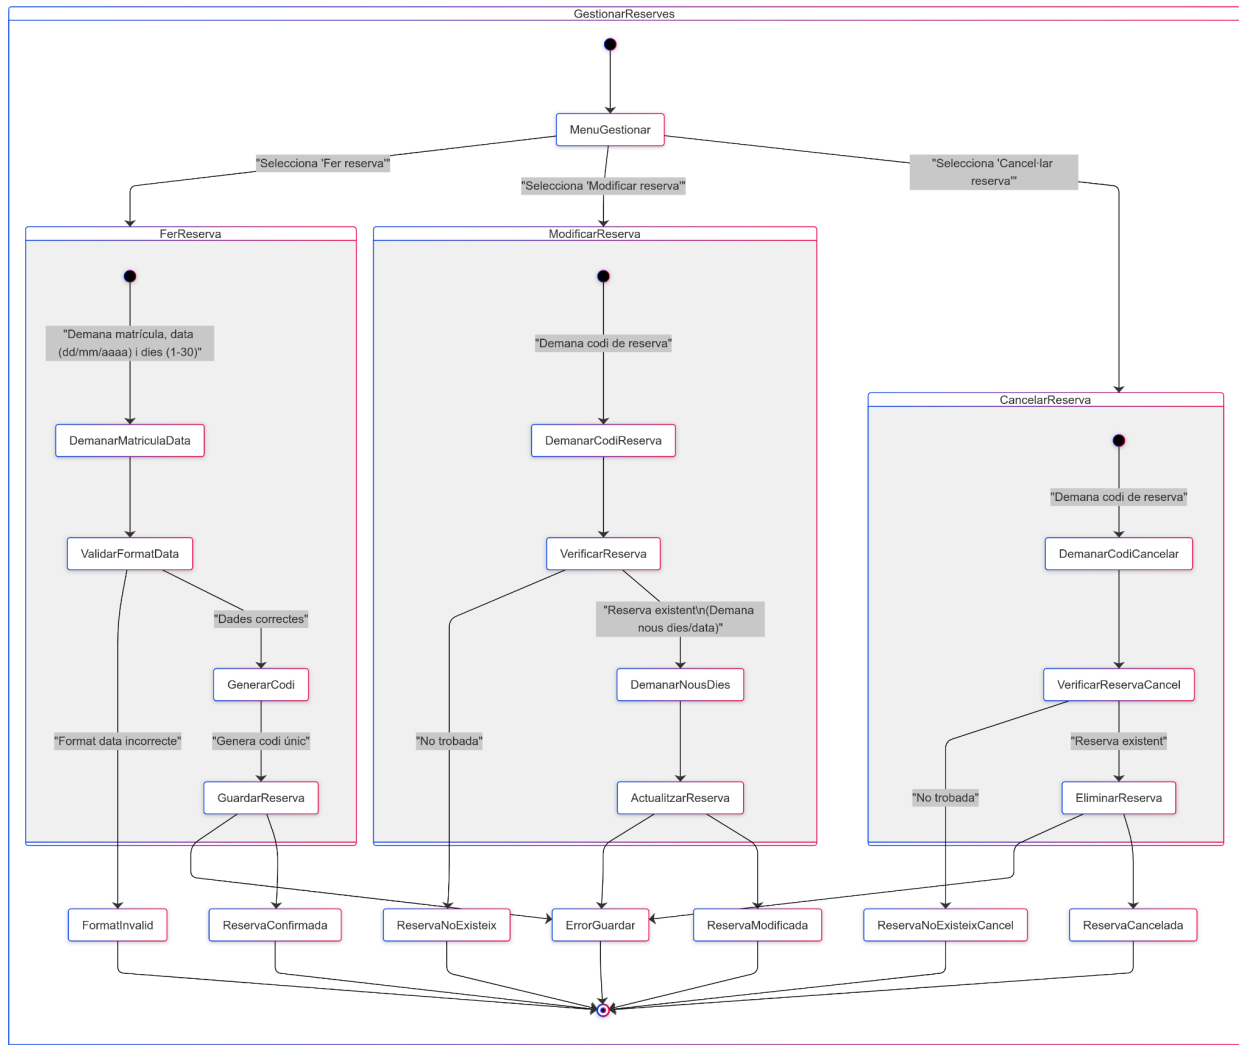 GestionarReserves
MenuGestionar
"Selecciona 'Fer reserva'"
"Selecciona 'Modificar reserva'"
"Selecciona 'Cancel·lar
reserva'"
FerReserva
"Demana matrícula, data
(dd/mm/aaaa) i dies (1-30)"
DemanarMatriculaData
ValidarFormatData
"Dades correctes"
GenerarCodi
"Format data incorrecte"
"Genera codi únic"
GuardarReserva
ModificarReserva
"Demana codi de reserva"
DemanarCodiReserva
VerificarReserva
"Reserva existent\n(Demana
nous dies/data)"
DemanarNousDies
"No trobada"
ActualitzarReserva
CancelarReserva
"Demana codi de reserva"
DemanarCodiCancelar
VerificarReservaCancel
"Reserva existent"
"No trobada"
EliminarReserva
FormatInvalid
ReservaConfirmada
ReservaNoExisteix
ErrorGuardar
ReservaModificada
ReservaNoExisteixCancel
ReservaCancelada